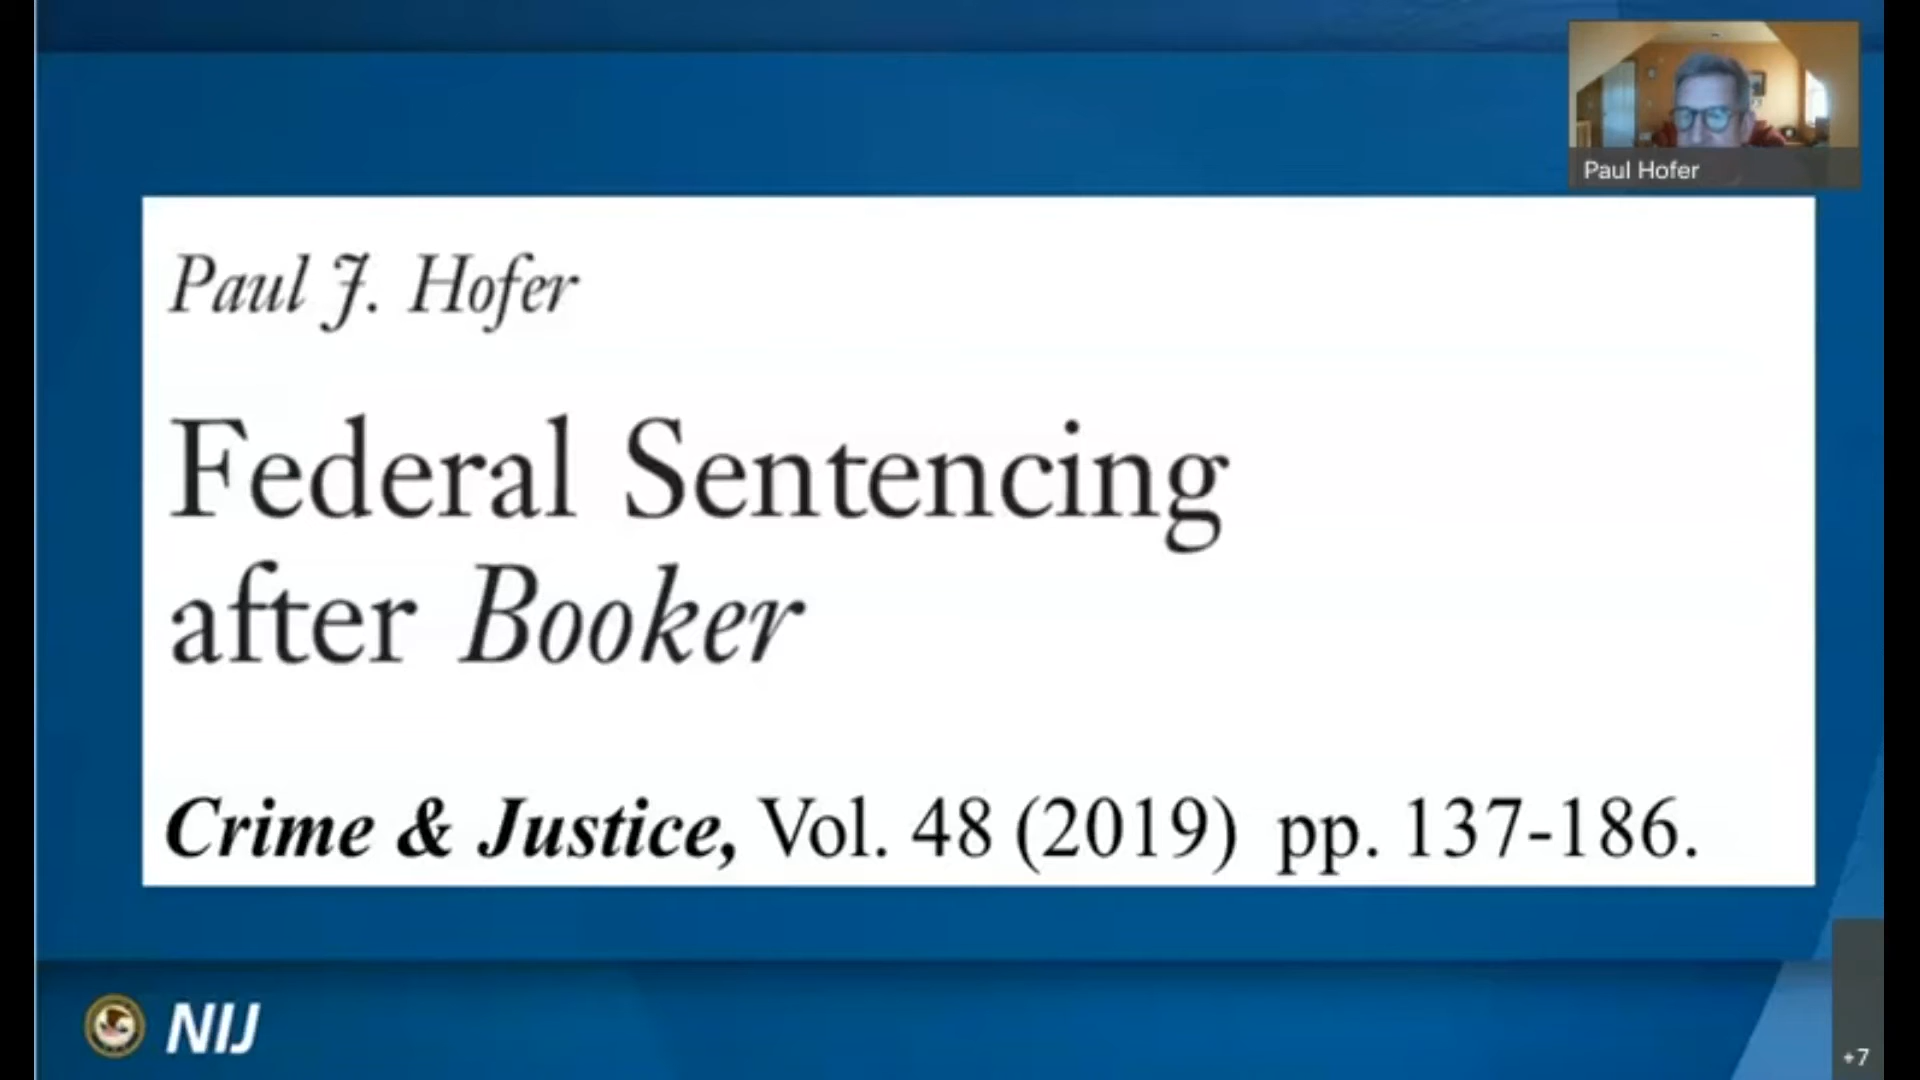 Paul Hofer
Paul J. Hofer
Federal Sentencing
after Booker
Crime & Justice, Vol. 48 (2019) pp. 137-186.
NIJ
+7